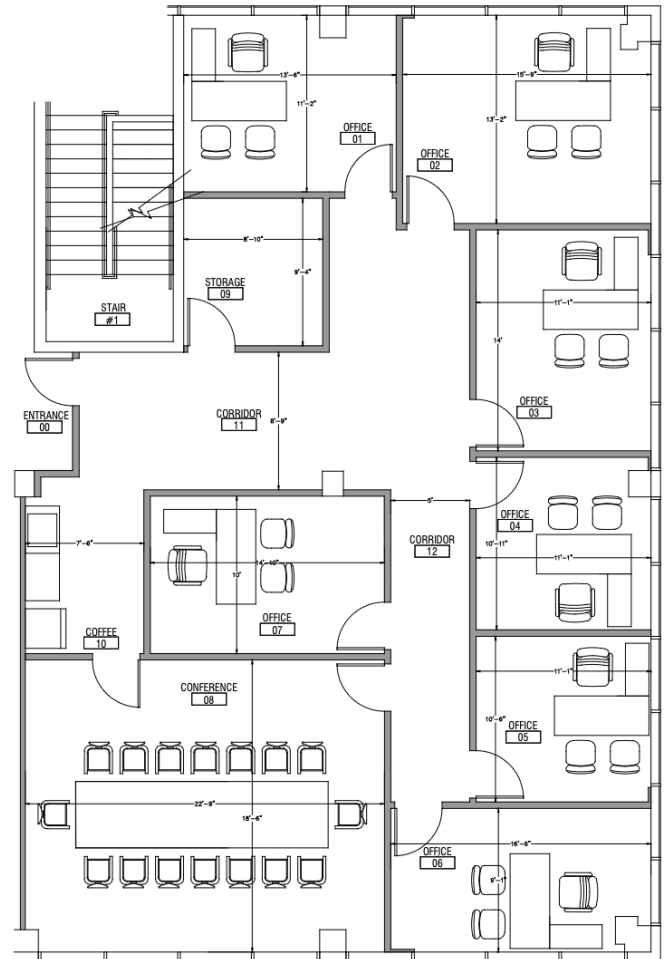 13'-6"
15'-9"
11'-2"
13'-2"
OFFICE
01
OFFICE
02
8'-10"
9'-4"
STORAGE
09
11'-1"
STAIR
#1
14'
OFFICE
03
ENTRANCE
00
CORRIDOR
11
8'-9"
5'
OFFICE
04
7'-6"
CORRIDOR
12
10'-11"
11'-1"
14'-10"
10'
OFFICE
07
COFFEE
10
11'-1"
CONFERENCE
08
10'-6"
OFFICE
05
22'-9"
18'-6"
16'-6"
OFFICE
06
9'-1"